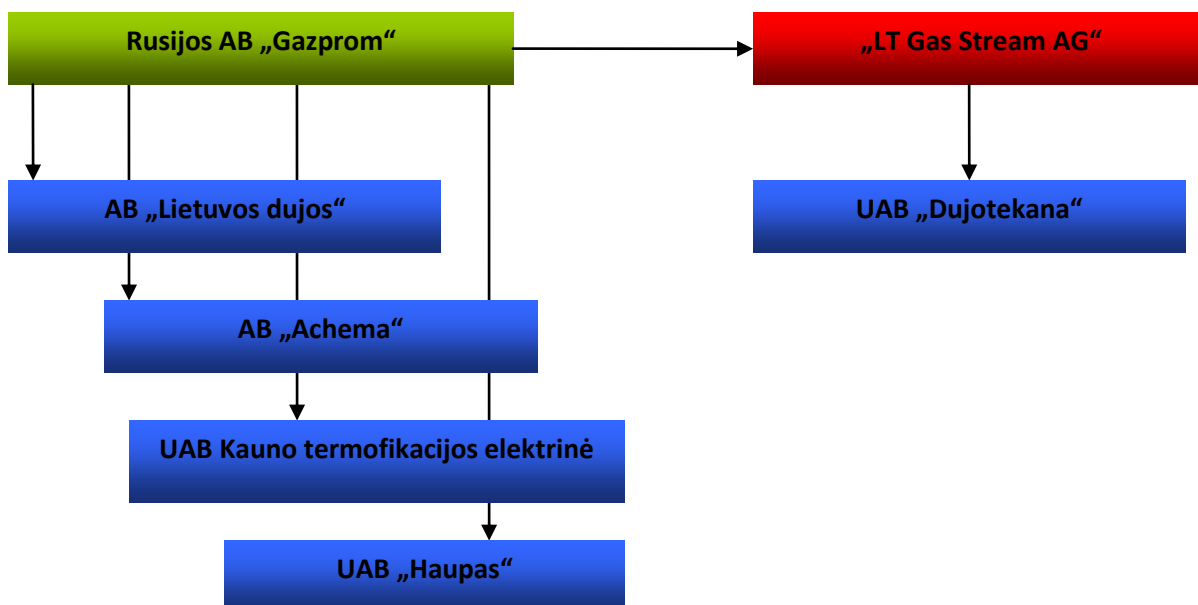 Rusijos AB „Gazprom“
„LT Gas Stream AG“
AB „Lietuvos dujos“
UAB „Dujotekana“
AB „Achema“
UAB Kauno termofikacijos elektrinė
UAB „Haupas“